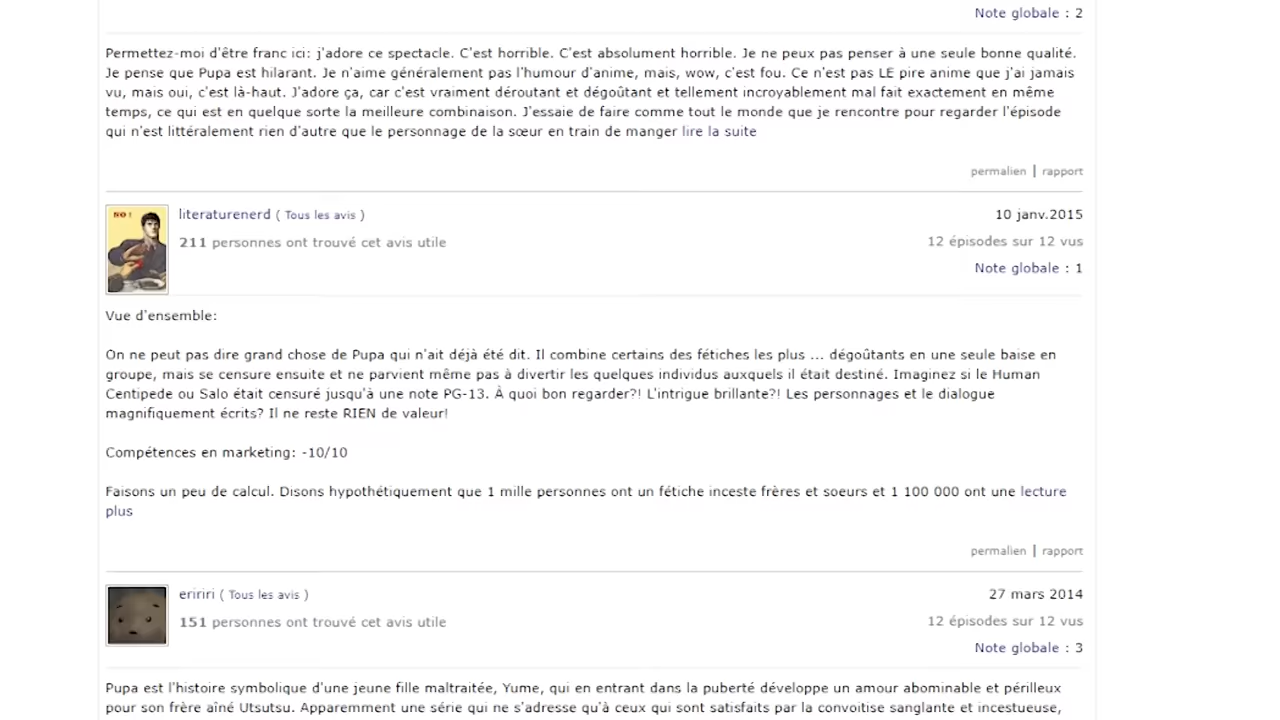 Note globale : 2
Permettez-moi d'être franc ici: j'adore ce spectacle. C'est horrible. C'est absolument horrible. Je ne peux pas penser à une seule bonne qualité.
Je pense que Pupa est hilarant. Je n'aime généralement pas l'humour d'anime, mais, wow, c'est fou. Ce n'est pas LE pire anime que j'ai jamais
vu, mais oui, c'est là-haut. J'adore ça, car c'est vraiment déroutant et dégoûtant et tellement incroyablement mal fait exactement en même
temps, ce qui est en quelque sorte la meilleure combinaison. J'essaie de faire comme tout le monde que je rencontre pour regarder l'épisode
qui n'est littéralement rien d'autre que le personnage de la sœur en train de manger lire la suite
permalien | rapport
NO!
literaturenerd ( Tous les avis )
10 janv.2015
211 personnes ont trouvé cet avis utile
12 épisodes sur 12 vus
Note globale : 1
Vue d'ensemble:
On ne peut pas dire grand chose de Pupa qui n'ait déjà été dit. Il combine certains des fétiches les plus ... dégoûtants en une seule baise en
groupe, mais se censure ensuite et ne parvient même pas à divertir les quelques individus auxquels il était destiné. Imaginez si le Human
Centipede ou Salo était censuré jusqu'à une note PG-13. À quoi bon regarder?! L'intrigue brillante?! Les personnages et le dialogue
magnifiquement écrits? Il ne reste RIEN de valeur!
Compétences en marketing: -10/10
Faisons un peu de calcul. Disons hypothétiquement que 1 mille personnes ont un fétiche inceste frères et soeurs et 1 100 000 ont une lecture
plus
permalien | rapport
eririri ( Tous les avis )
27 mars 2014
151 personnes ont trouvé cet avis utile
12 épisodes sur 12 vus
Note globale : 3
Pupa est l'histoire symbolique d'une jeune fille maltraitée, Yume, qui en entrant dans la puberté développe un amour abominable et périlleux
pour son frère aîné Utsutsu. Apparemment une série qui ne s'adresse qu'à ceux qui sont satisfaits par la convoitise sanglante et incestueuse,